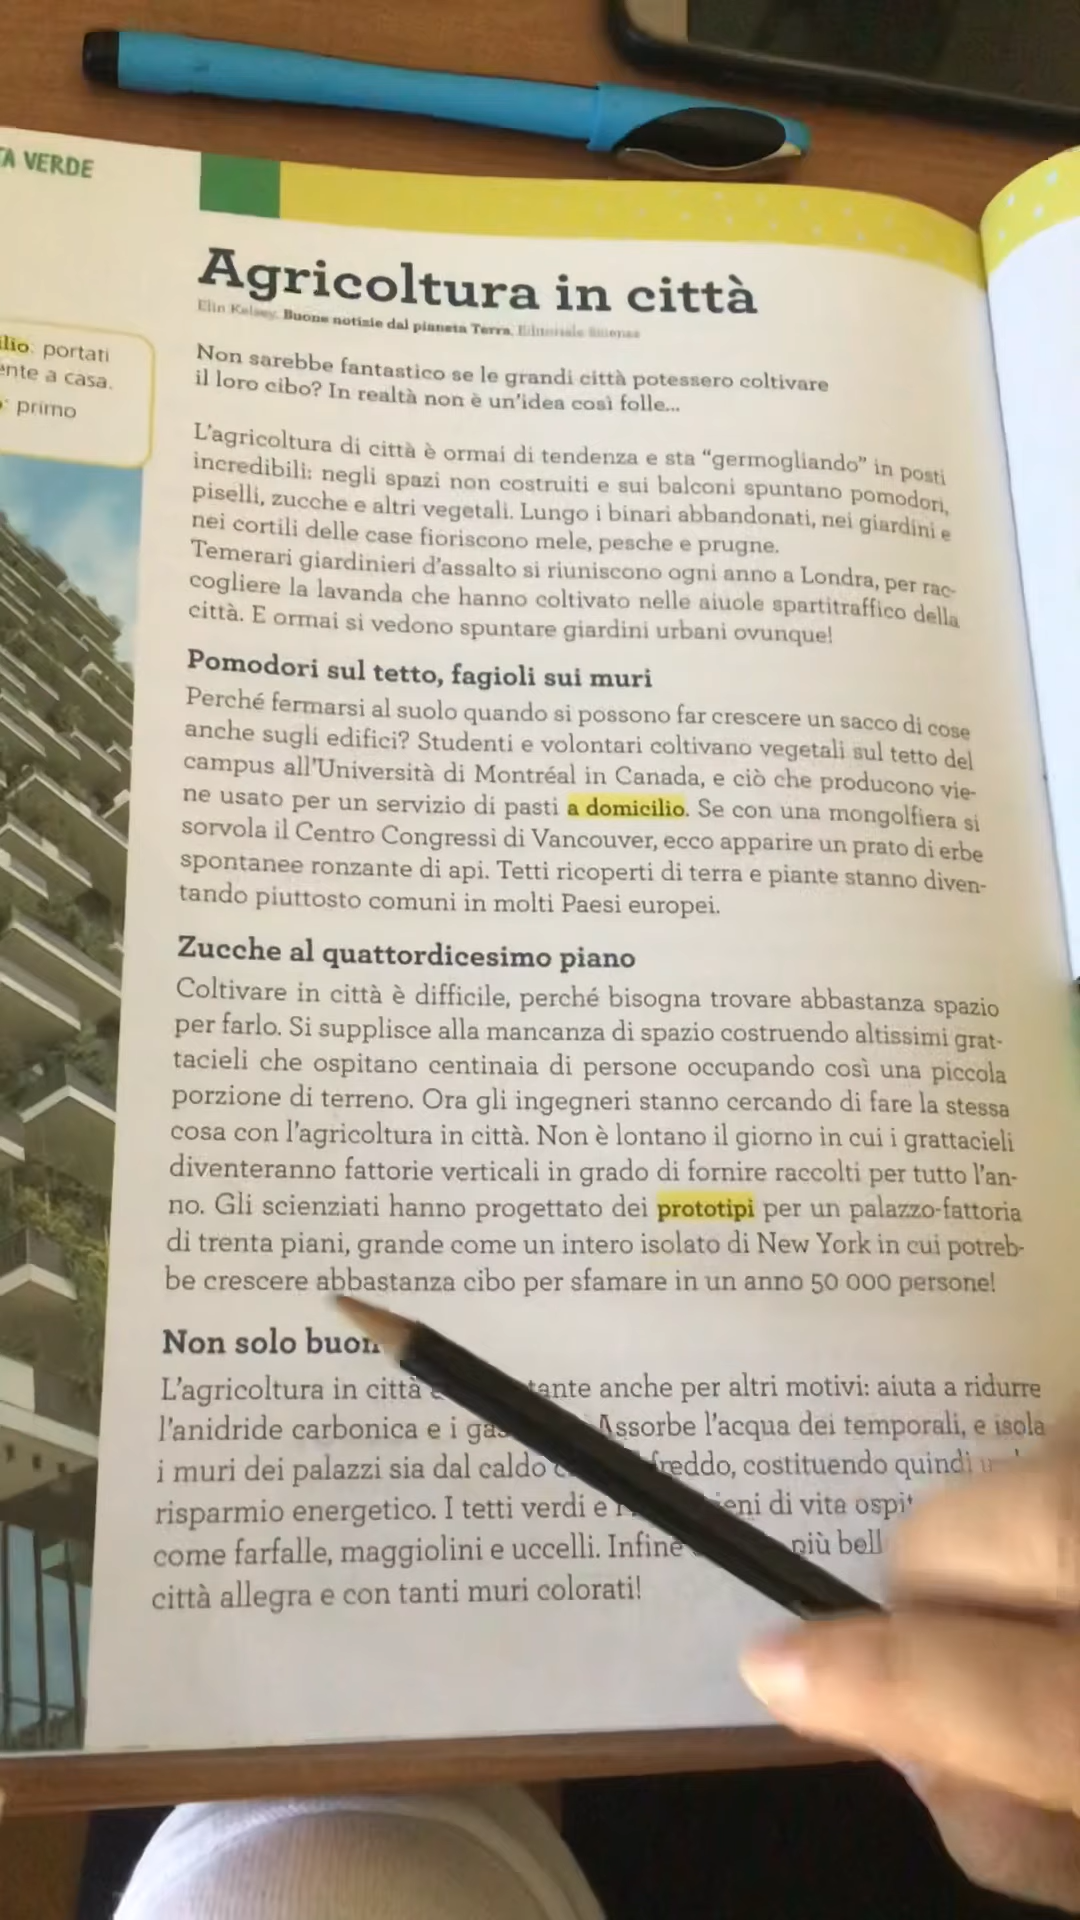 TA VERDE
Agricoltura in città
Elin Kelsey, Buone notizie dal pianeta Terra, Editoriale Scienza
ilio: portati
ente a casa.
: primo
Non sarebbe fantastico se le grandi città potessero coltivare
il loro cibo? In realtà non è un'idea così folle...
L'agricoltura di città è ormai di tendenza e sta “germogliando” in posti
incredibili: negli spazi non costruiti e sui balconi spuntano pomodori,
piselli, zucche e altri vegetali. Lungo i binari abbandonati, nei giardini e
nei cortili delle case fioriscono mele, pesche e prugne.
Temerari giardinieri d'assalto si riuniscono ogni anno a Londra, per rac-
cogliere la lavanda che hanno coltivato nelle aiuole spartitraffico della
città. E ormai si vedono spuntare giardini urbani ovunque!
Pomodori sul tetto, fagioli sui muri
Perché fermarsi al suolo quando si possono far crescere un sacco di cose
anche sugli edifici? Studenti e volontari coltivano vegetali sul tetto del
campus all'Università di Montréal in Canada, e ciò che producono vie-
ne usato per un servizio di pasti a domicilio. Se con una mongolfiera si
sorvola il Centro Congressi di Vancouver, ecco apparire un prato di erbe
spontanee ronzante di api. Tetti ricoperti di terra e piante stanno diven-
tando piuttosto comuni in molti Paesi europei.
Zucche al quattordicesimo piano
Coltivare in città è difficile, perché bisogna trovare abbastanza spazio
per farlo. Si supplisce alla mancanza di spazio costruendo altissimi grat-
tacieli che ospitano centinaia di persone occupando così una piccola
porzione di terreno. Ora gli ingegneri stanno cercando di fare la stessa
cosa con l'agricoltura in città. Non è lontano il giorno in cui i grattacieli
diventeranno fattorie verticali in grado di fornire raccolti per tutto l'an-
no. Gli scienziati hanno progettato dei prototipi per un palazzo-fattoria
di trenta piani, grande come un intero isolato di New York in cui potreb-
be crescere abbastanza cibo per sfamare in un anno 50 000 persone!
Non solo buon
L'agricoltura in città tante anche per altri motivi: aiuta a ridurre
l'anidride carbonica e i gas Assorbe l'acqua dei temporali, e isola
i muri dei palazzi sia dal caldo freddo, costituendo quindi
risparmio energetico. I tetti verdi e ieni di vita ospit
come farfalle, maggiolini e uccelli. Infine più bell
città allegra e con tanti muri colorati!